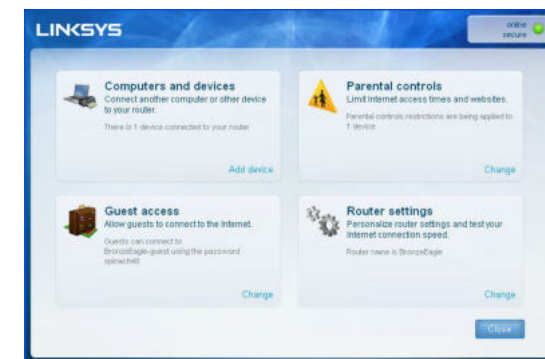 LINKSYS
online
secure
Computers and devices
Connect another computer or other device
to your router.
There is 1 device connected to your router
Add device
Parental controls
Limit Internet access times and websites.
Parental controls restrictions are being applied to
1 device
Change
Guest access
Allow guests to connect to the Internet.
Guests can connect to
BronzeEagle-guest using the password
spinach48
Change
Router settings
Personalize router settings and test your
Internet connection speed.
Router name is BronzeEagle
Change
Close